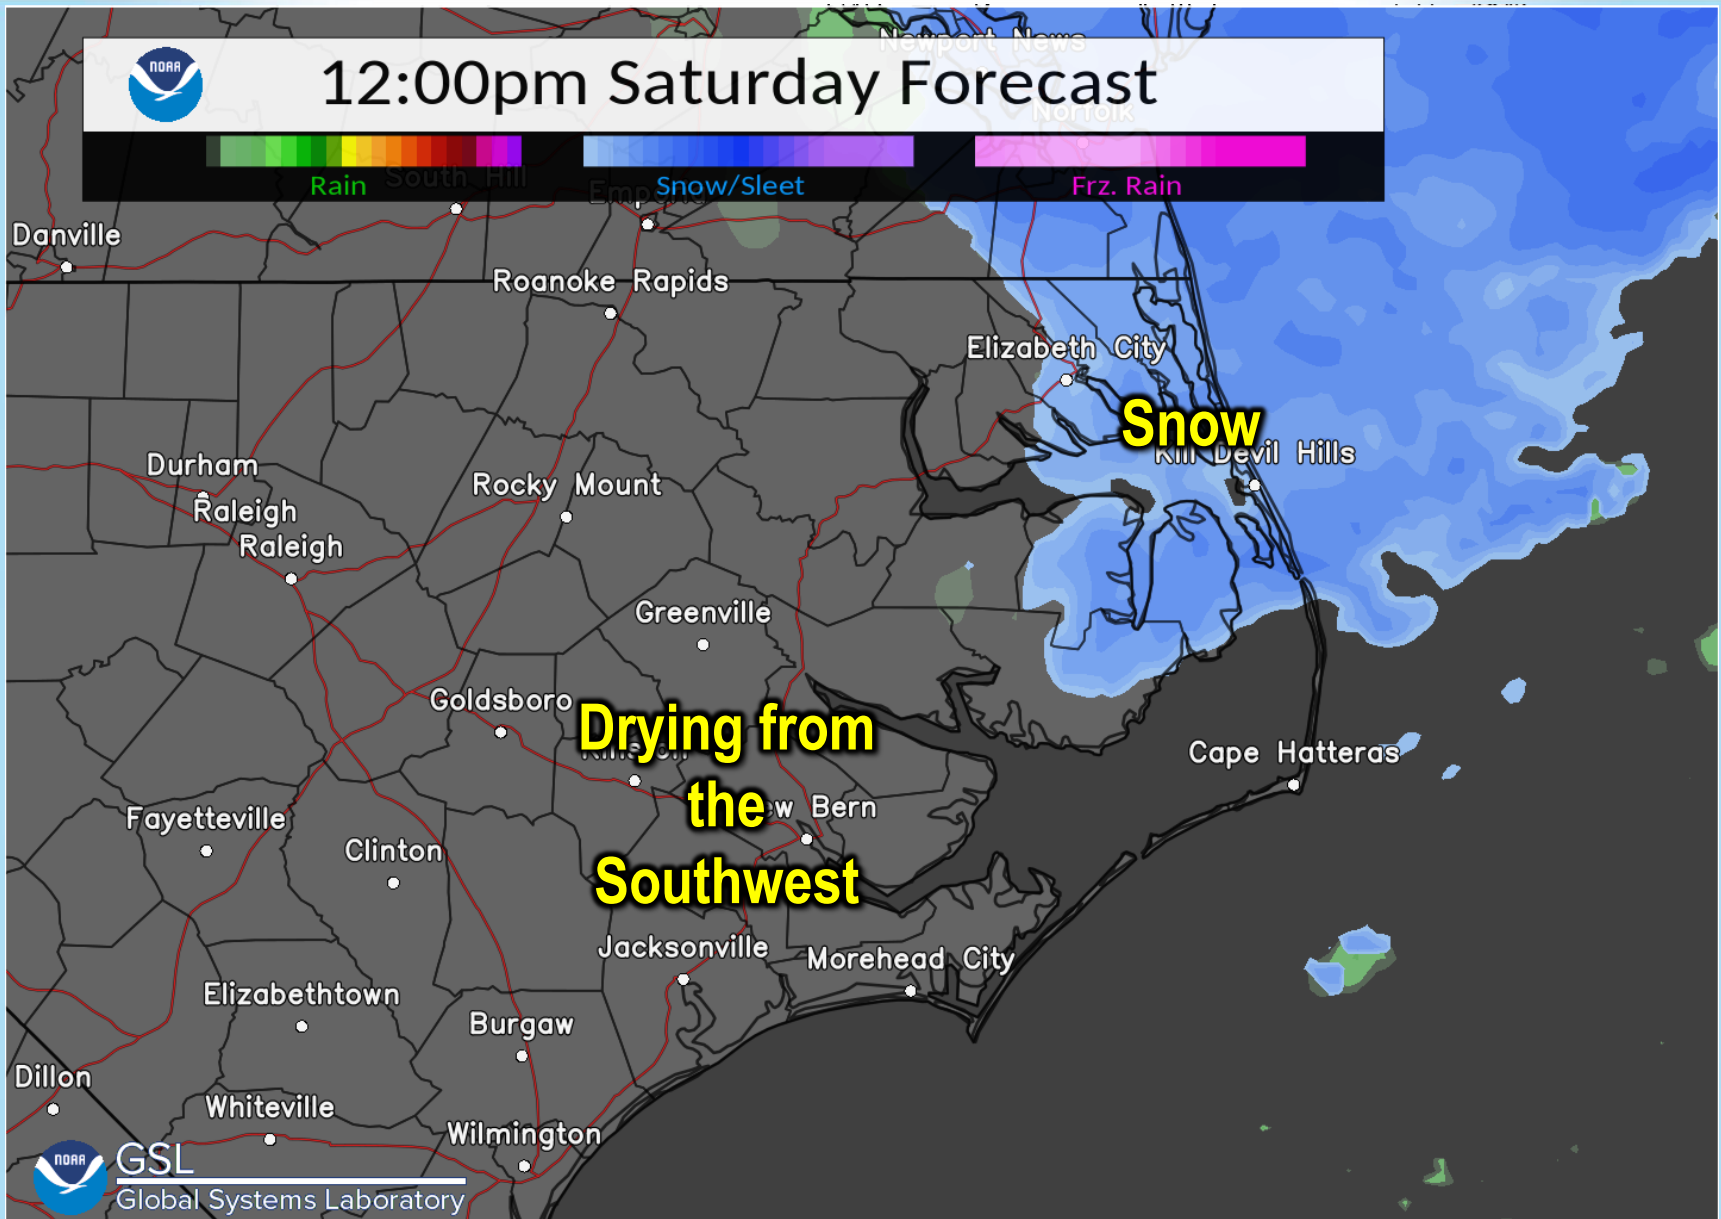 Newport News
NOAA
12:00pm Saturday Forecast
Norfolk
Rain
Snow/Sleet
Frz. Rain
South Hill
Emporia
Danville
Roanoke Rapids
Elizabeth City
Snow
Kill Devil Hills
Durham
Raleigh
Rocky Mount
Raleigh
Greenville
Goldsboro
Drying from
Kinston
the
Southwest
Cape Hatteras
New Bern
Fayetteville
Clinton
Jacksonville
Morehead City
Elizabethtown
Burgaw
Dillon
Whiteville
Wilmington
NOAA
GSL
Global Systems Laboratory